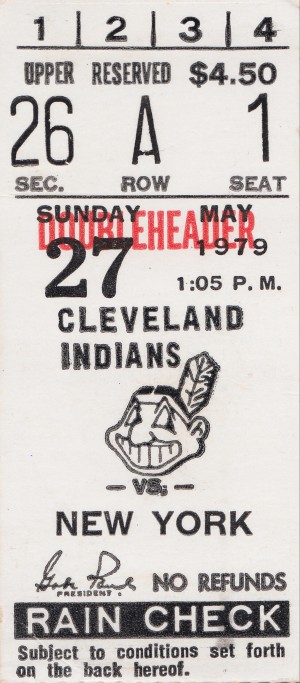 1 | 2 | 3 | 4
UPPER RESERVED $4.50
26 A 1
SEC. ROW SEAT
SUNDAY MAY
DOUBLEHEADER
27 1979
1:05 P. M.
CLEVELAND
INDIANS
— VS. —
NEW YORK
Gabe Paul
PRESIDENT NO REFUNDS
RAIN CHECK
Subject to conditions set forth
on the back hereof.